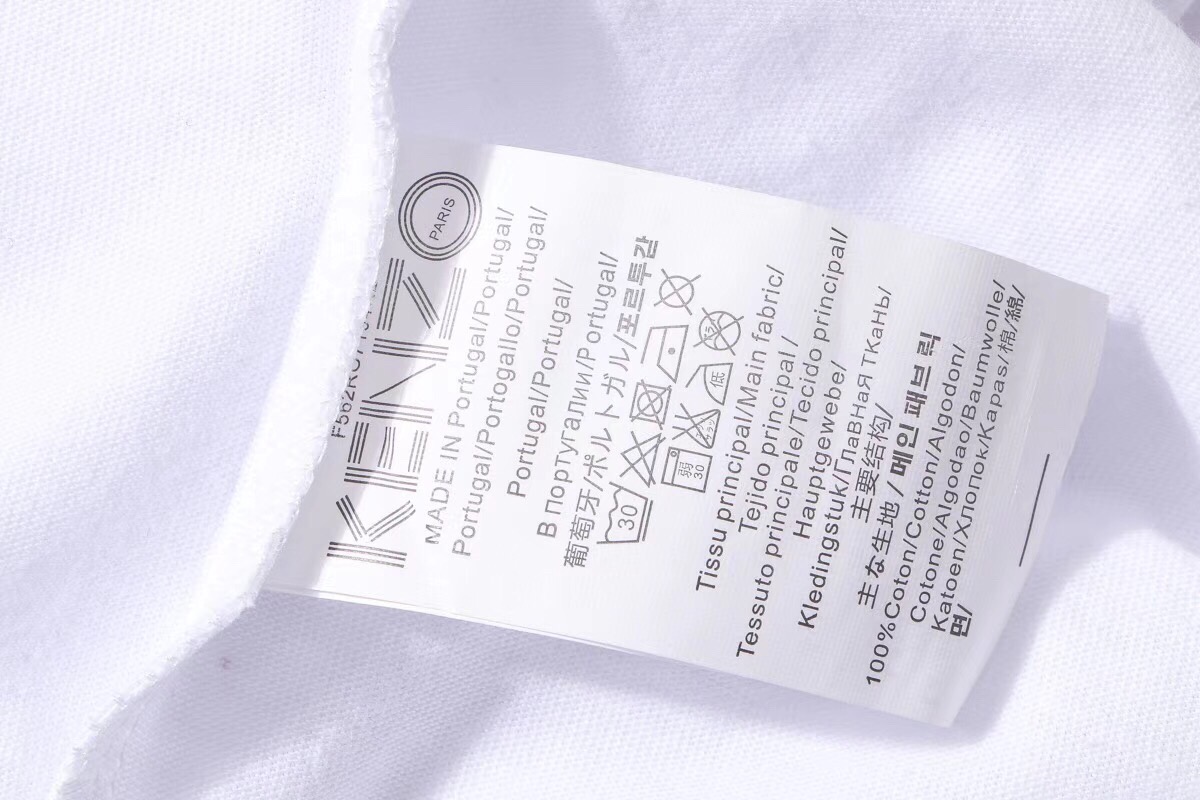 KENZO
PARIS
MADE IN Portugal/Portugal/
Portugal/Portogallo/Portugal/
Portugal/Portugal/
В португалии/Portugal/
葡萄牙/ポルトガル/포르투감
30
弱
30
低
Tissu principal/Main fabric/
Tejido principal/
Tessuto principale/Tecido principal/
Hauptgewebe/
Kledingstuk/Главная ткань/
主要结构/
主な生地/메인 패브릭
100%Coton/Cotton/Algodon/
Cotone/Algodao/Baumwolle/
Katoen/Хлопок/Kapas/棉/綿/
면/